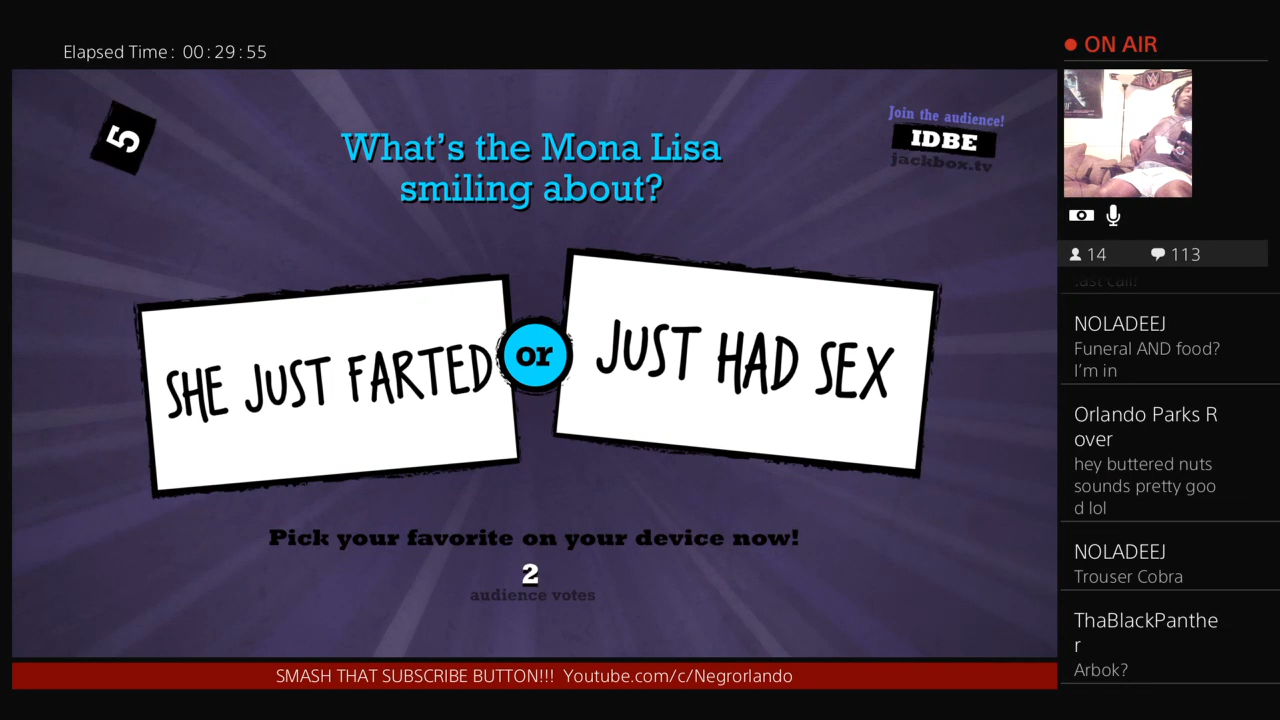 Elapsed Time: 00:29:55
ON AIR
5
What's the Mona Lisa
smiling about?
Join the audience!
IDBE
jackbox.tv
SHE JUST FARTED
or
JUST HAD SEX
Pick your favorite on your device now!
2
audience votes
SMASH THAT SUBSCRIBE BUTTON!!! Youtube.com/c/Negrorlando
14 113
call!
NOLADEEJ
Funeral AND food?
I'm in
Orlando Parks R
over
hey buttered nuts
sounds pretty goo
d lol
NOLADEEJ
Trouser Cobra
ThaBlackPanthe
r
Arbok?